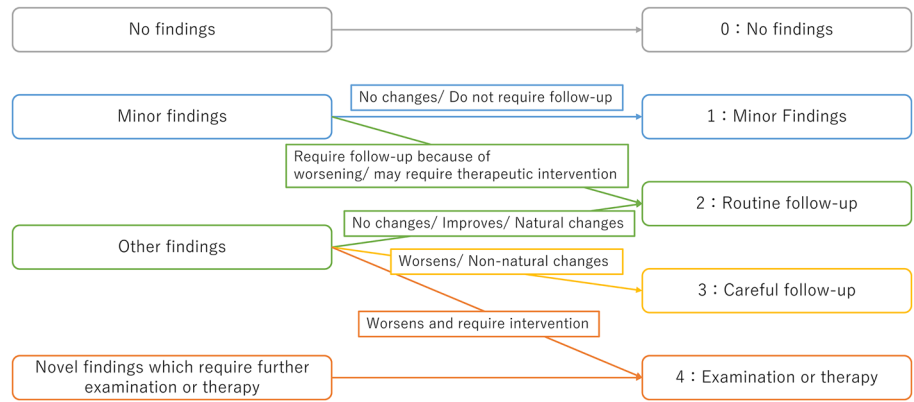 No findings
0：No findings
No changes/ Do not require follow-up
Minor findings
1：Minor Findings
Require follow-up because of
worsening/ may require therapeutic intervention
2：Routine follow-up
No changes/ Improves/ Natural changes
Other findings
Worsens/ Non-natural changes
3：Careful follow-up
Worsens and require intervention
Novel findings which require further
examination or therapy
4：Examination or therapy